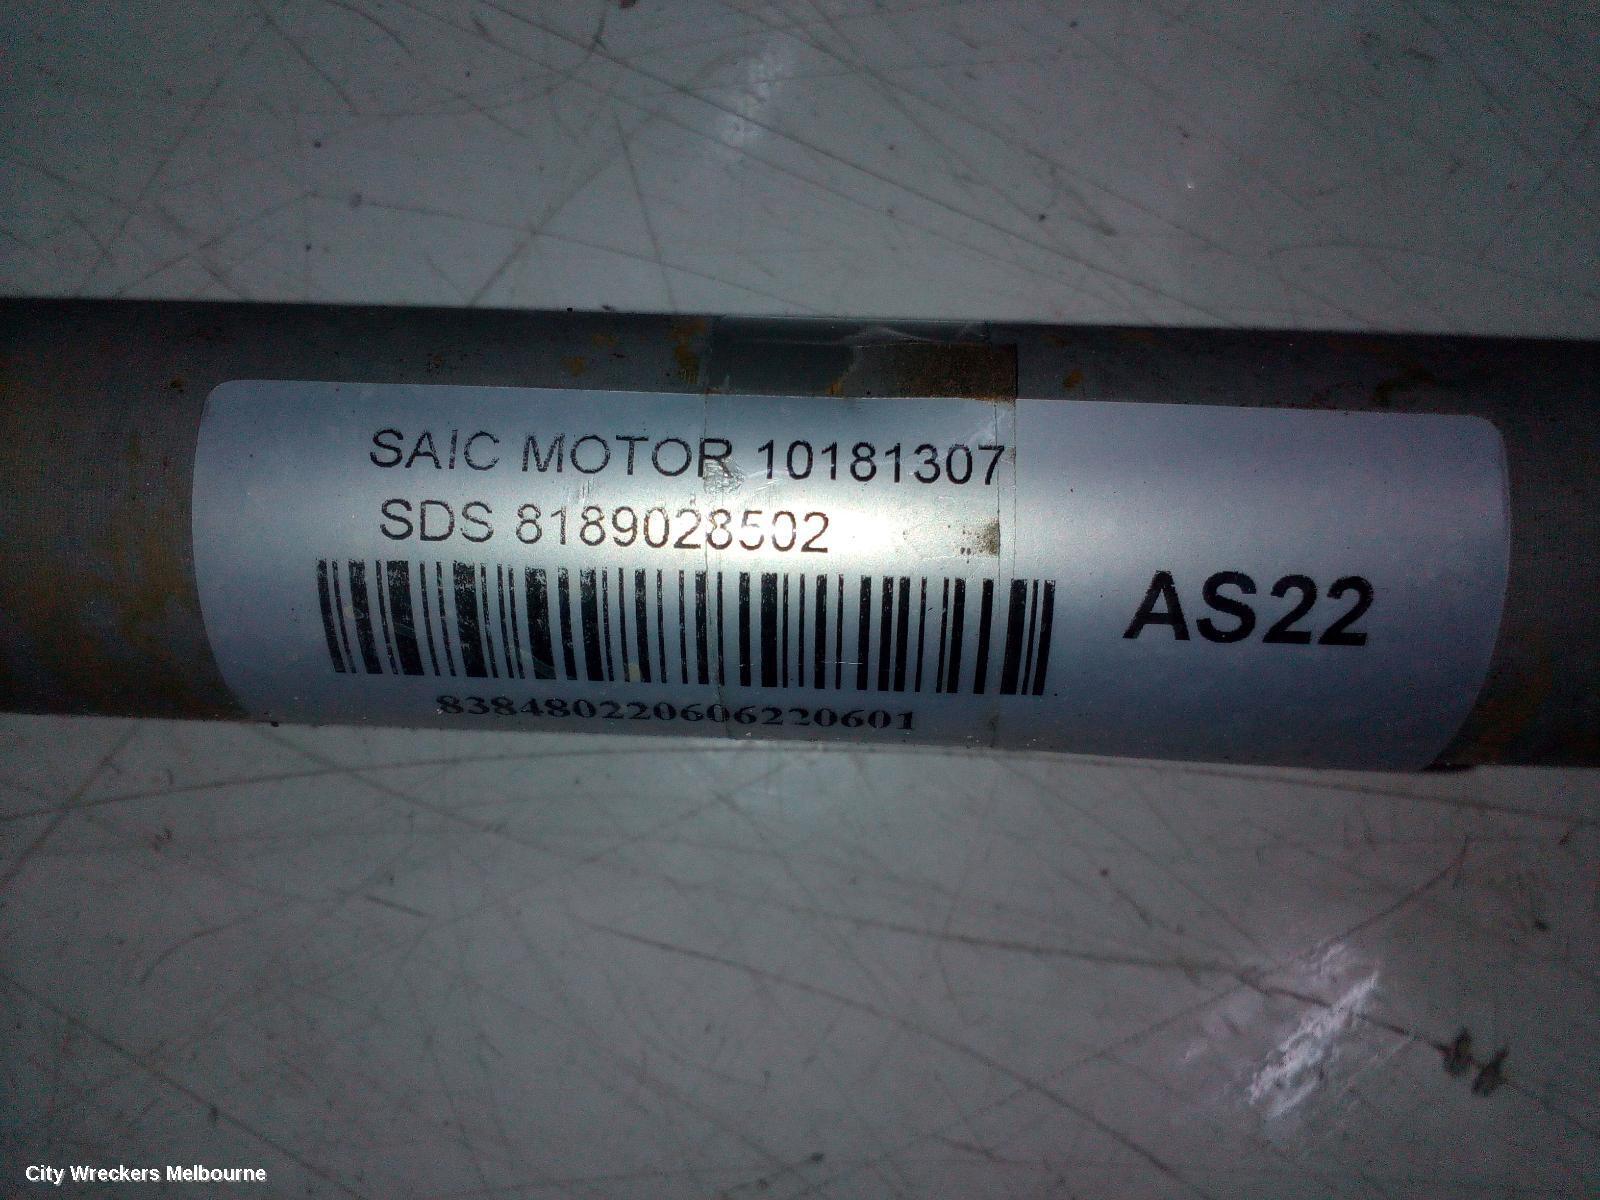 SAIC MOTOR 10181307
SDS 8189028502
AS22
838480220606220601
City Wreckers Melbourne